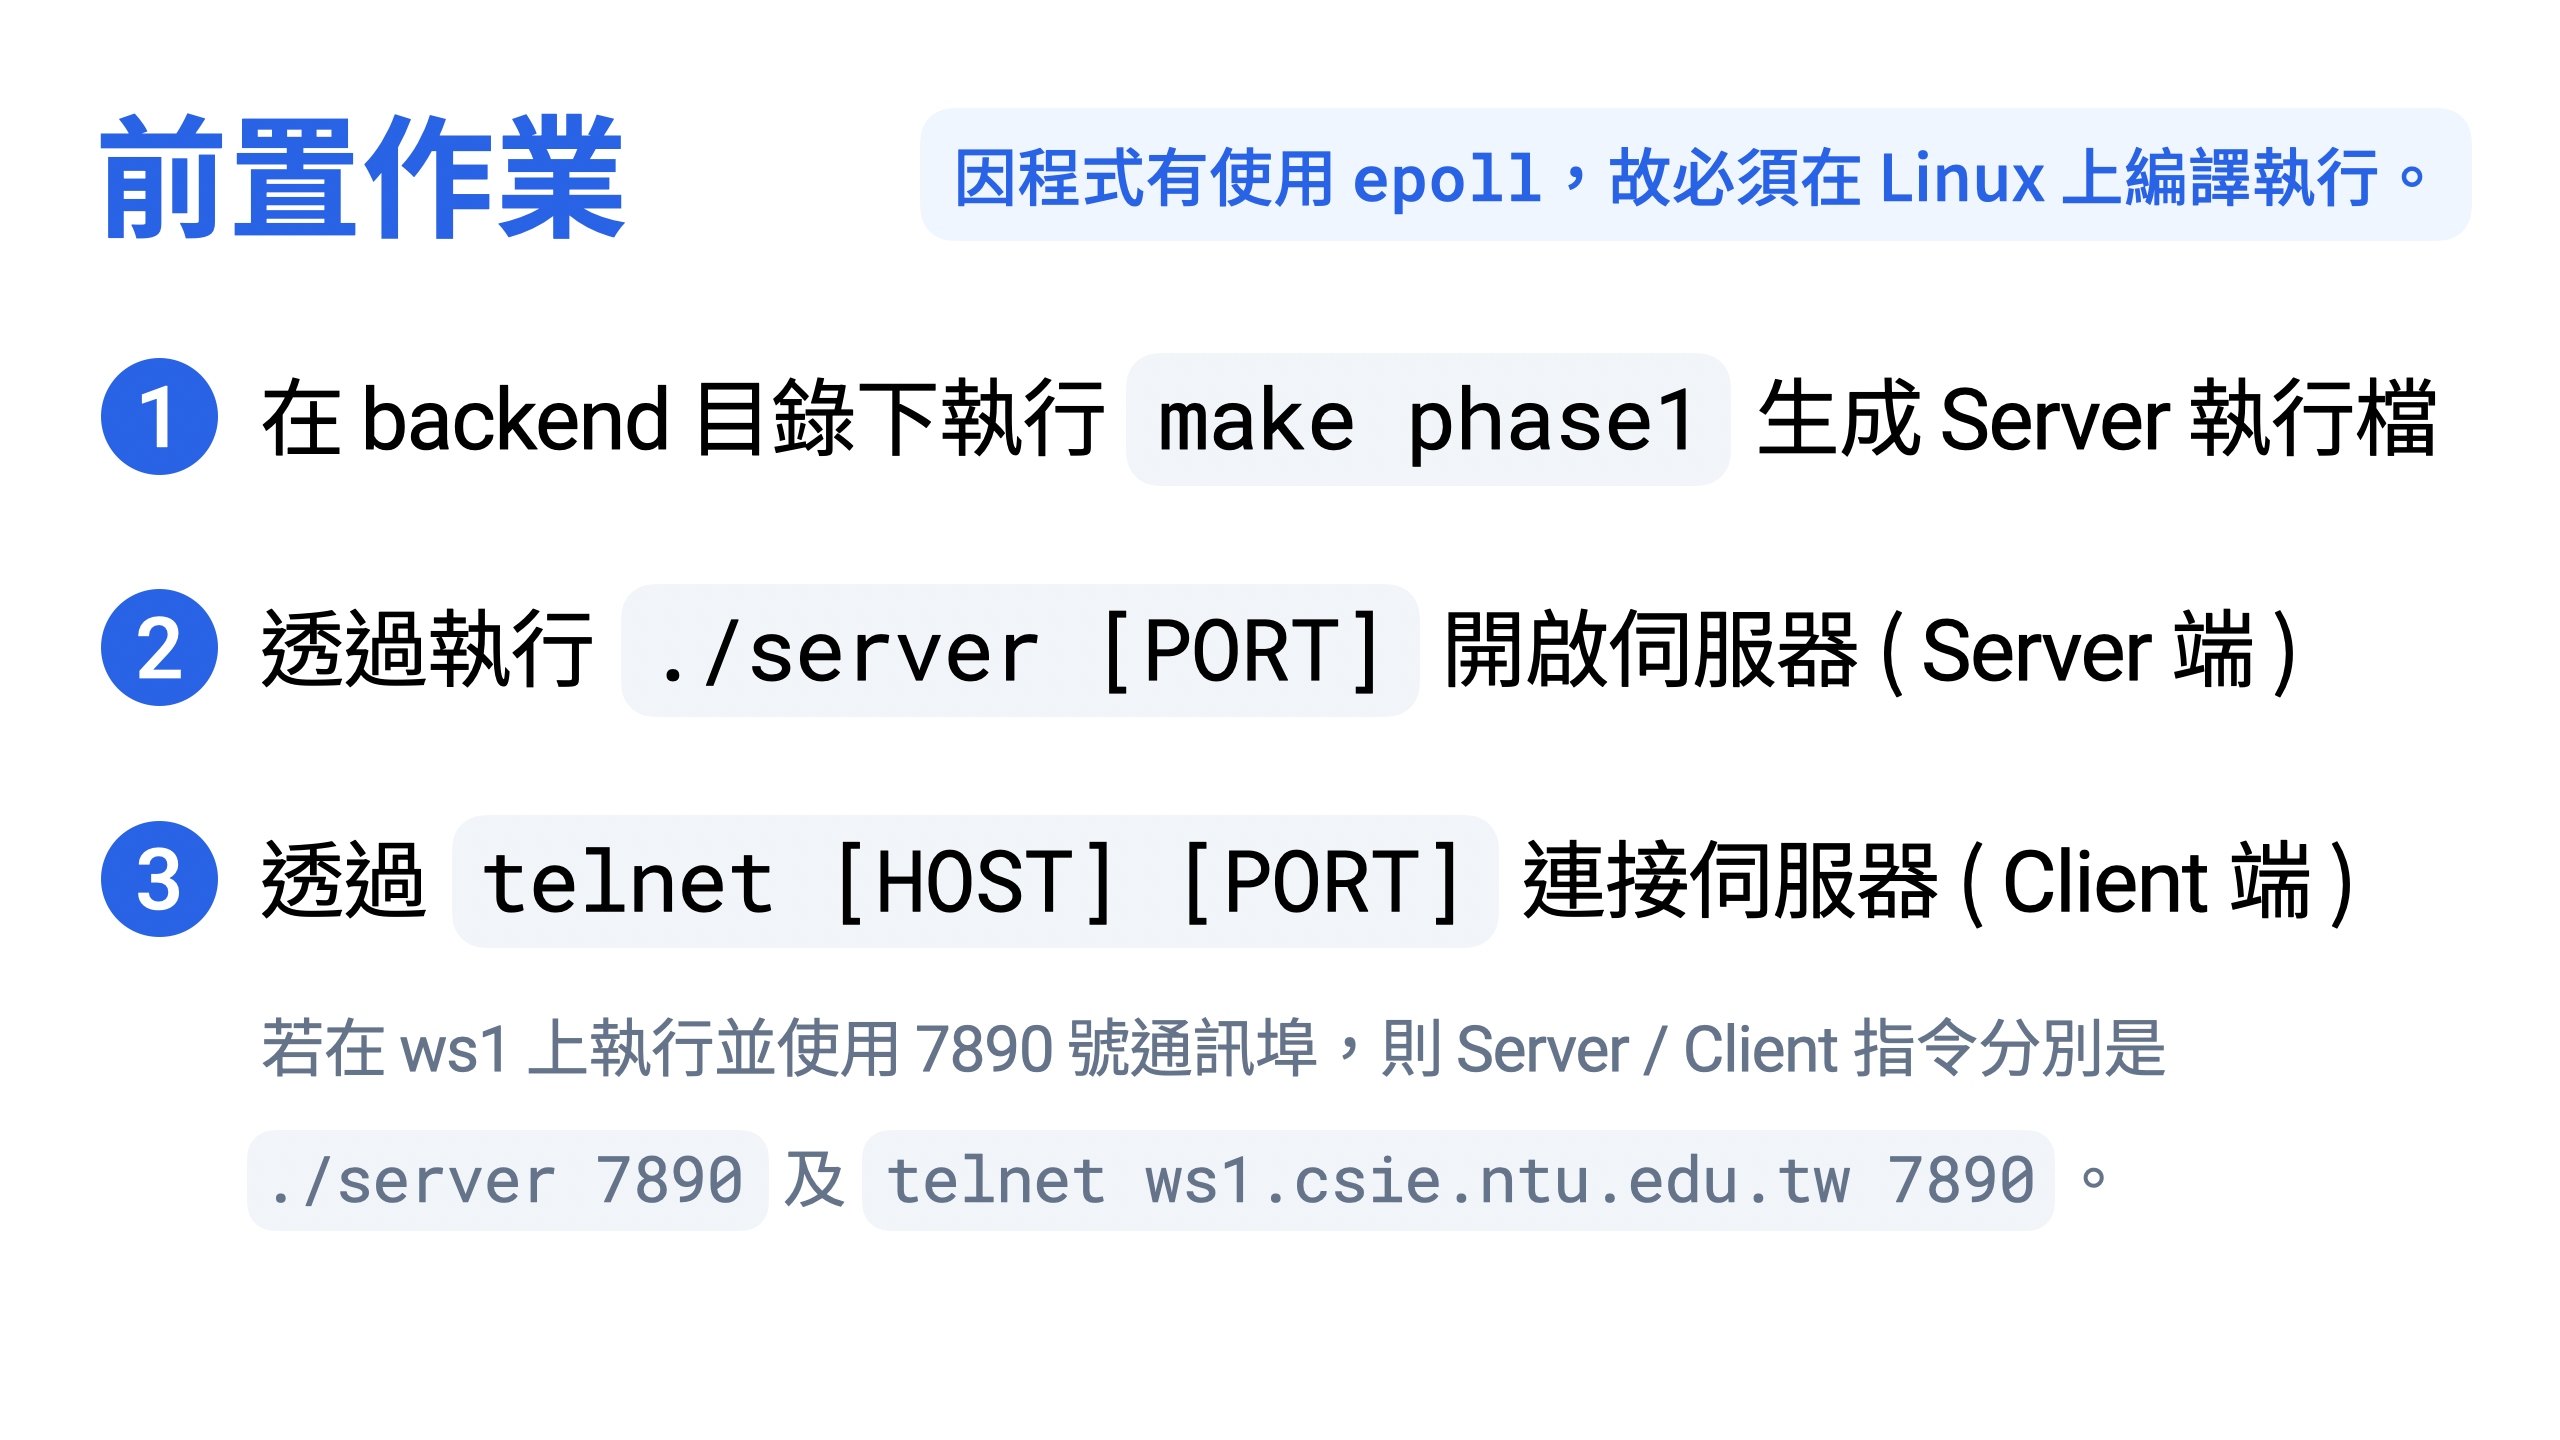 前置作業
因程式有使用 epoll，故必須在 Linux 上編譯執行。
1 在 backend 目錄下執行 make phase1 生成 Server 執行檔
2 透過執行 ./server [PORT] 開啟伺服器 ( Server 端 )
3 透過 telnet [HOST] [PORT] 連接伺服器 ( Client 端 )
若在 ws1 上執行並使用 7890 號通訊埠，則 Server / Client 指令分別是
./server 7890 及 telnet ws1.csie.ntu.edu.tw 7890 。